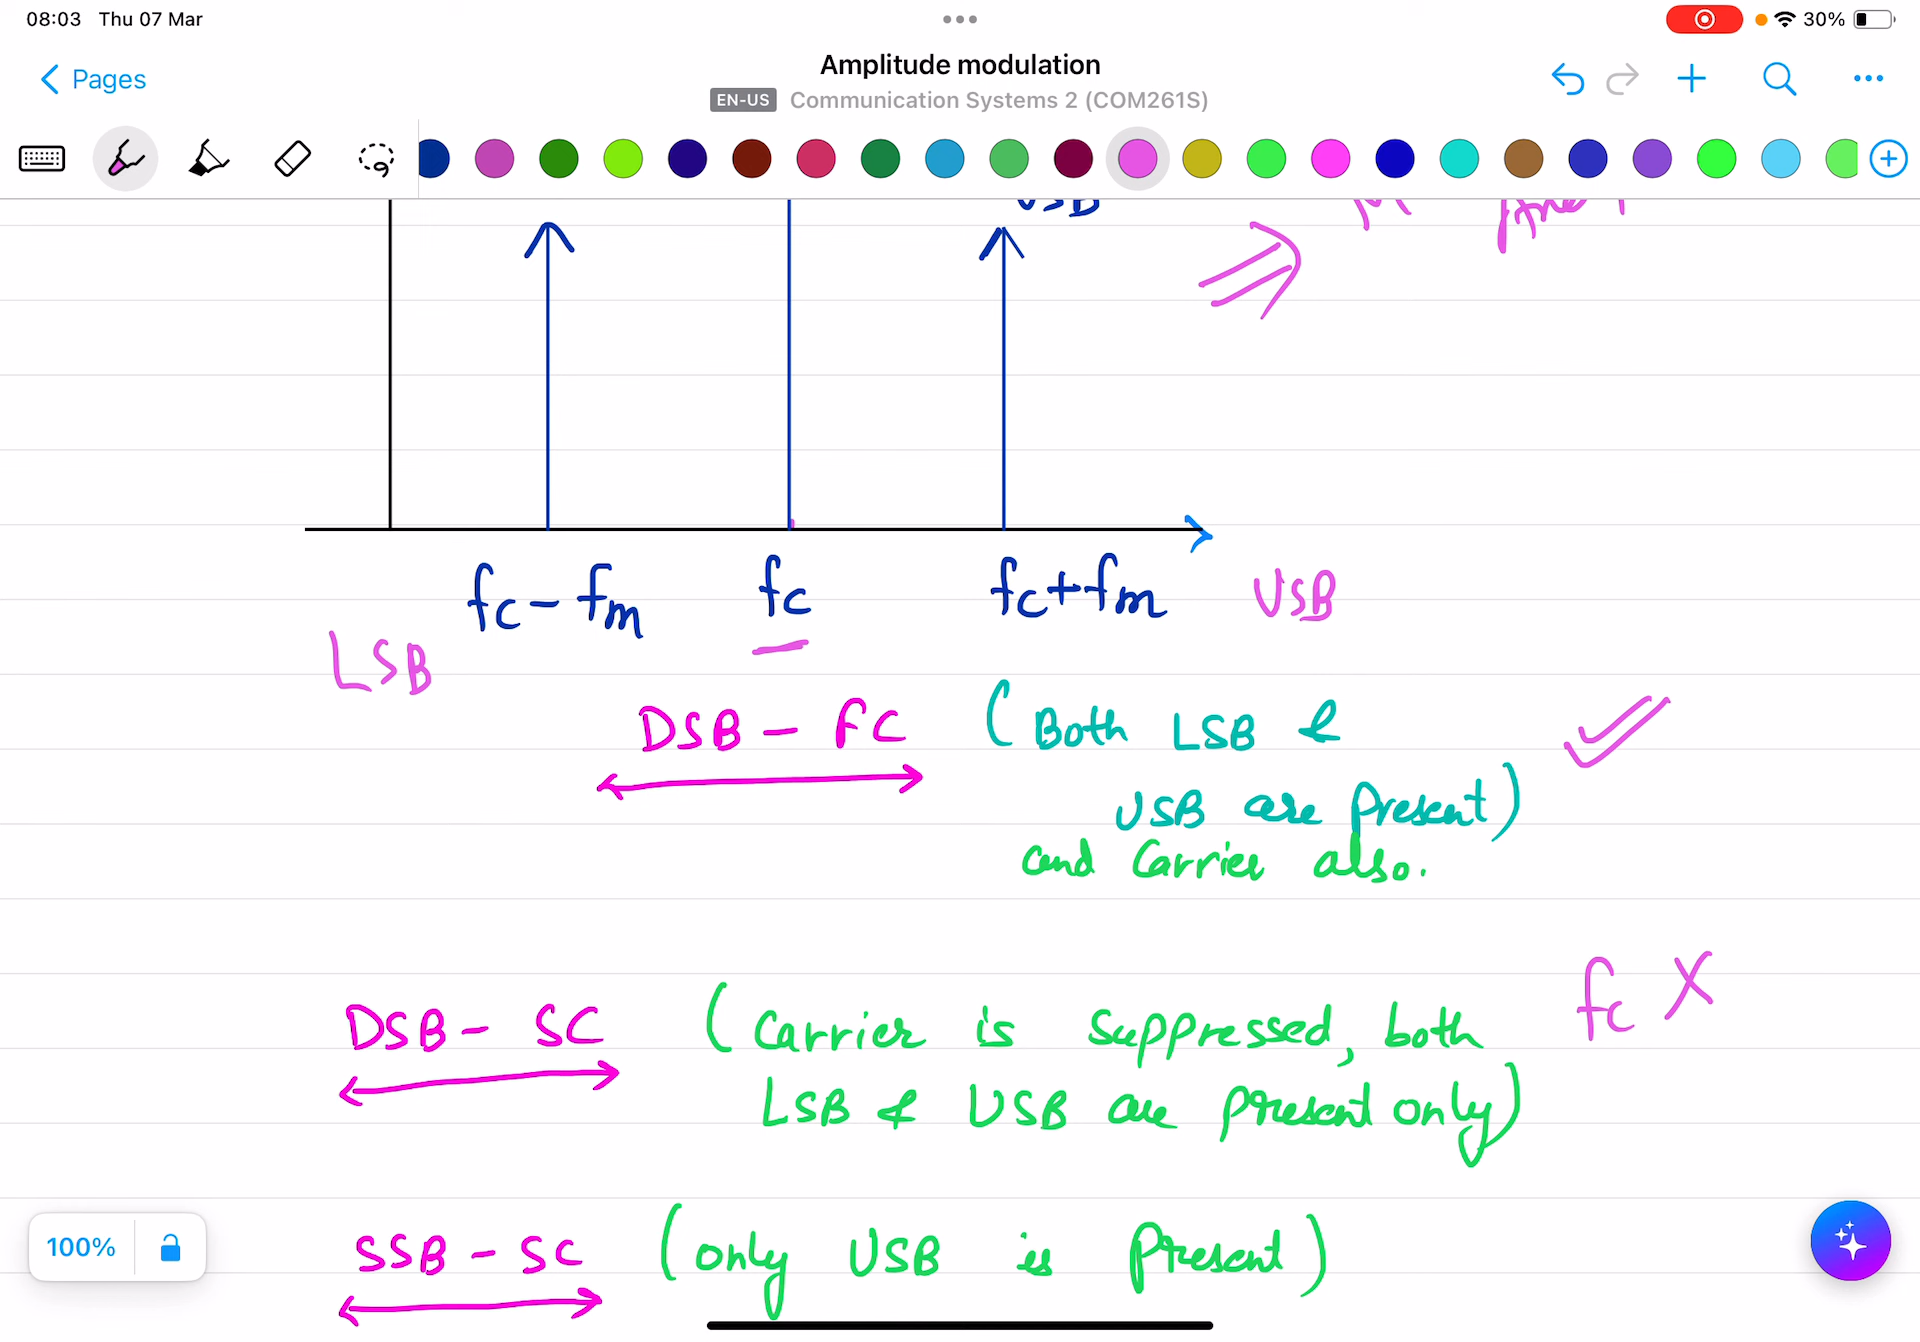 08:03 Thu 07 Mar
30%
Pages
Amplitude modulation
EN-US Communication Systems 2 (COM261S)
USB
fc - fm fc fc+fm USB
LSB
DSB - FC (Both LSB &
USB are present)
and Carrier also.
fc X
DSB - SC (Carrier is Suppressed, both
LSB & USB are present only)
SSB - SC (only USB is present)
100%